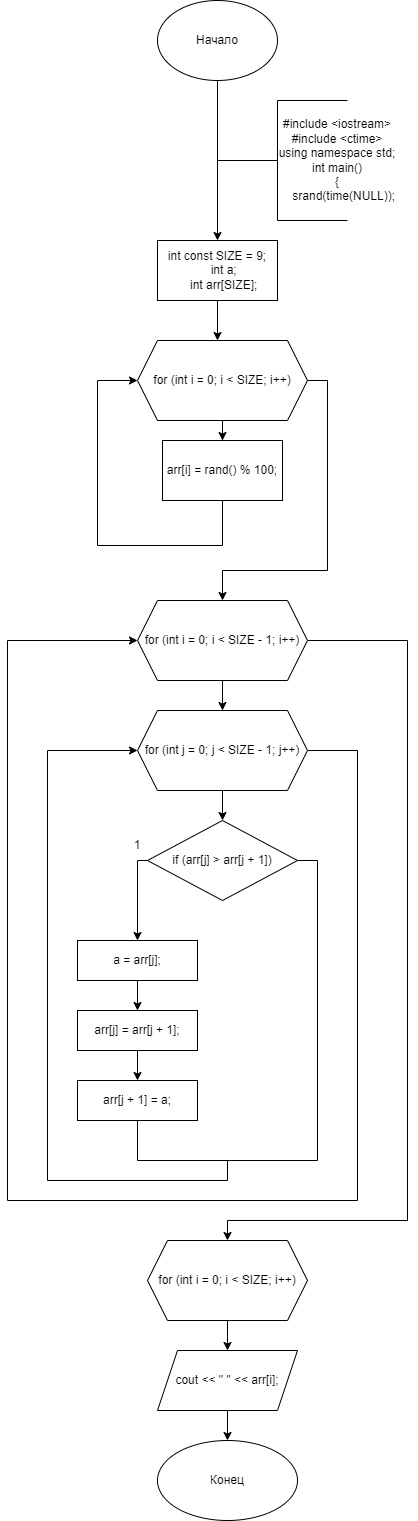 Начало
#include <iostream>
#include <ctime>
using namespace std;
int main()
{
srand(time(NULL));
int const SIZE = 9;
int a;
int arr[SIZE];
for (int i = 0; i < SIZE; i++)
arr[i] = rand() % 100;
for (int i = 0; i < SIZE - 1; i++)
for (int j = 0; j < SIZE - 1; j++)
1
if (arr[j] > arr[j + 1])
a = arr[j];
arr[j] = arr[j + 1];
arr[j + 1] = a;
for (int i = 0; i < SIZE; i++)
cout << " " << arr[i];
Конец